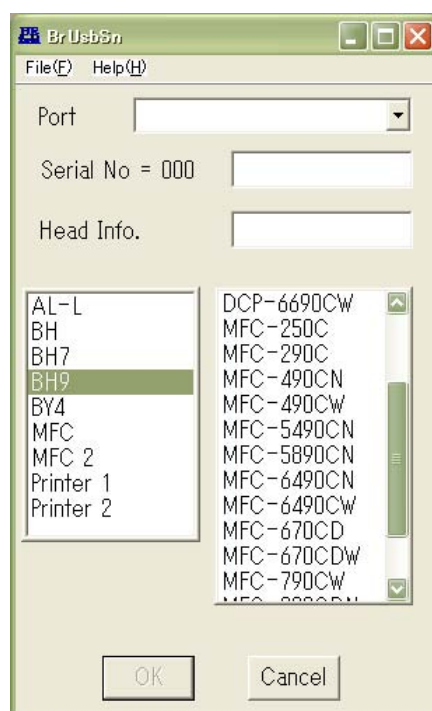 BrUsbSn
File(F) Help(H)
Port
Serial No = 000
Head Info.
AL-L
BH
BH7
BH9
BY4
MFC
MFC 2
Printer 1
Printer 2
DCP-6690CW
MFC-250C
MFC-290C
MFC-490CN
MFC-490CW
MFC-5490CN
MFC-5890CN
MFC-6490CN
MFC-6490CW
MFC-670CD
MFC-670CDW
MFC-790CW
OK Cancel